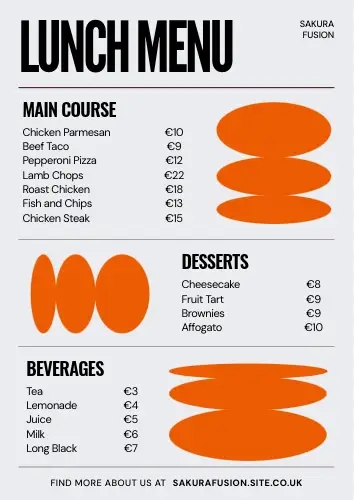 LUNCH MENU
SAKURA
FUSION
MAIN COURSE
Chicken Parmesan €10
Beef Taco €9
Pepperoni Pizza €12
Lamb Chops €22
Roast Chicken €18
Fish and Chips €13
Chicken Steak €15
DESSERTS
Cheesecake €8
Fruit Tart €9
Brownies €9
Affogato €10
BEVERAGES
Tea €3
Lemonade €4
Juice €5
Milk €6
Long Black €7
FIND MORE ABOUT US AT SAKURAFUSION.SITE.CO.UK